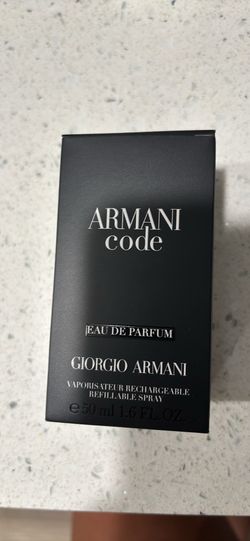 ARMANI
code
EAU DE PARFUM
GIORGIO ARMANI
VAPORISATEUR RECHARGEABLE
REFILLABLE SPRAY
℮ 50 ml 1.6 FL. OZ.